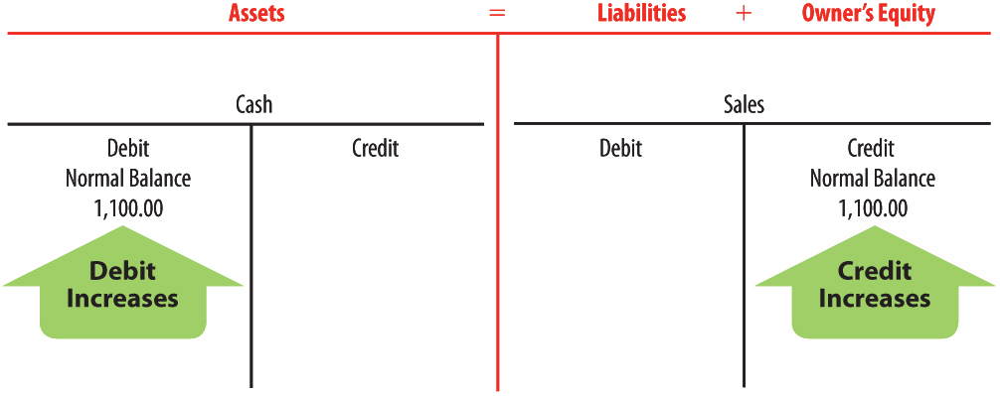 Assets = Liabilities + Owner’s Equity
Cash
Sales
Debit
Normal Balance
1,100.00
Debit
Increases
Credit
Debit
Credit
Normal Balance
1,100.00
Credit
Increases